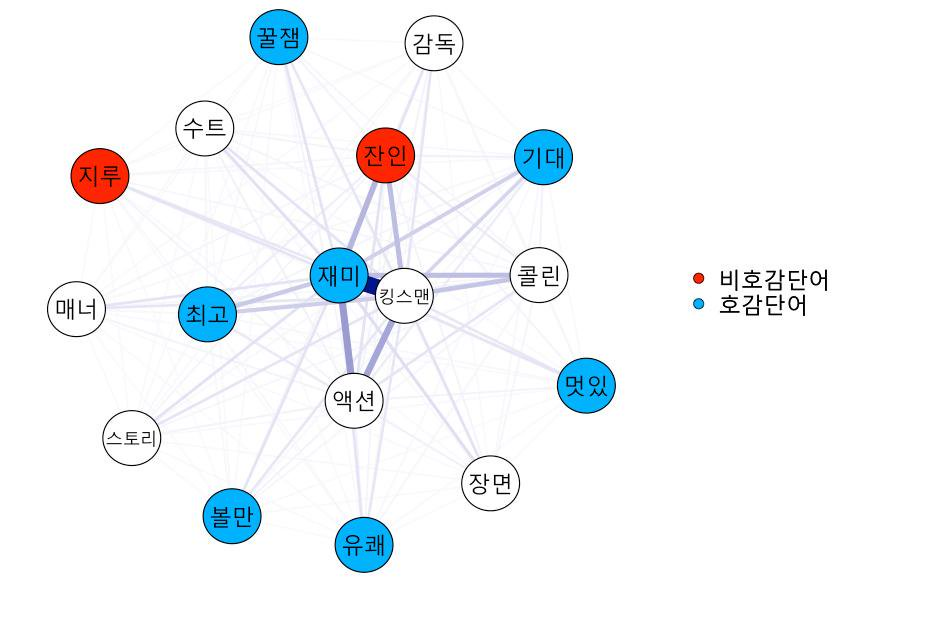 꿀잼
감독
수트
잔인
기대
지루
재미
킹스맨
콜린
매너
최고
액션
멋있
스토리
장면
볼만
유쾌
비호감단어
호감단어